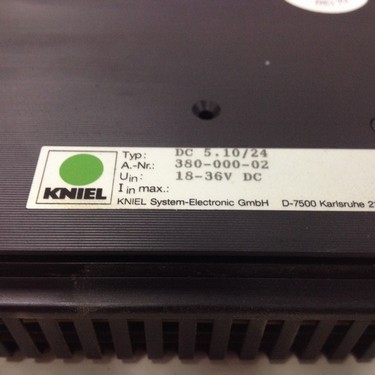 KNIEL
Typ: DC 5.10/24
A.-Nr.: 380-000-02
Uin: 18-36V DC
I in max.:
KNIEL System-Electronic GmbH D-7500 Karlsruhe 21